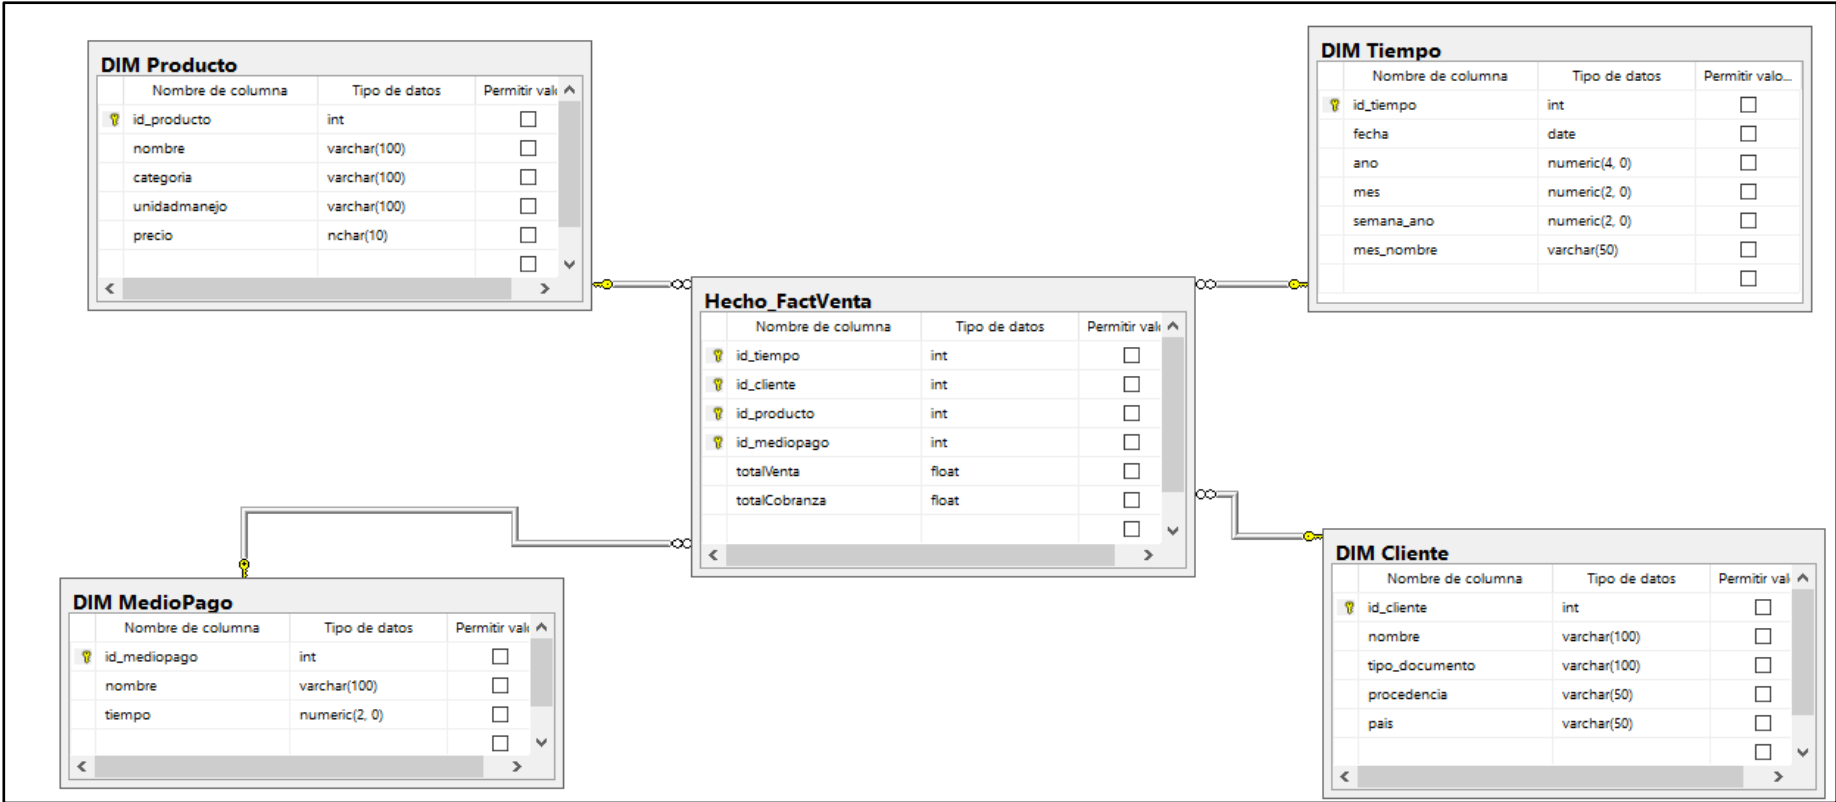 DIM Producto
Nombre de columna Tipo de datos Permitir valo
id_producto int
nombre varchar(100)
categoria varchar(100)
unidadmanejo varchar(100)
precio nchar(10)
DIM Tiempo
Nombre de columna Tipo de datos Permitir valo...
id_tiempo int
fecha date
ano numeric(4, 0)
mes numeric(2, 0)
semana_ano numeric(2, 0)
mes_nombre varchar(50)
Hecho_FactVenta
Nombre de columna Tipo de datos Permitir valo
id_tiempo int
id_cliente int
id_producto int
id_mediopago int
totalVenta float
totalCobranza float
DIM MedioPago
Nombre de columna Tipo de datos Permitir valo
id_mediopago int
nombre varchar(100)
tiempo numeric(2, 0)
DIM Cliente
Nombre de columna Tipo de datos Permitir val
id_cliente int
nombre varchar(100)
tipo_documento varchar(100)
procedencia varchar(50)
pais varchar(50)